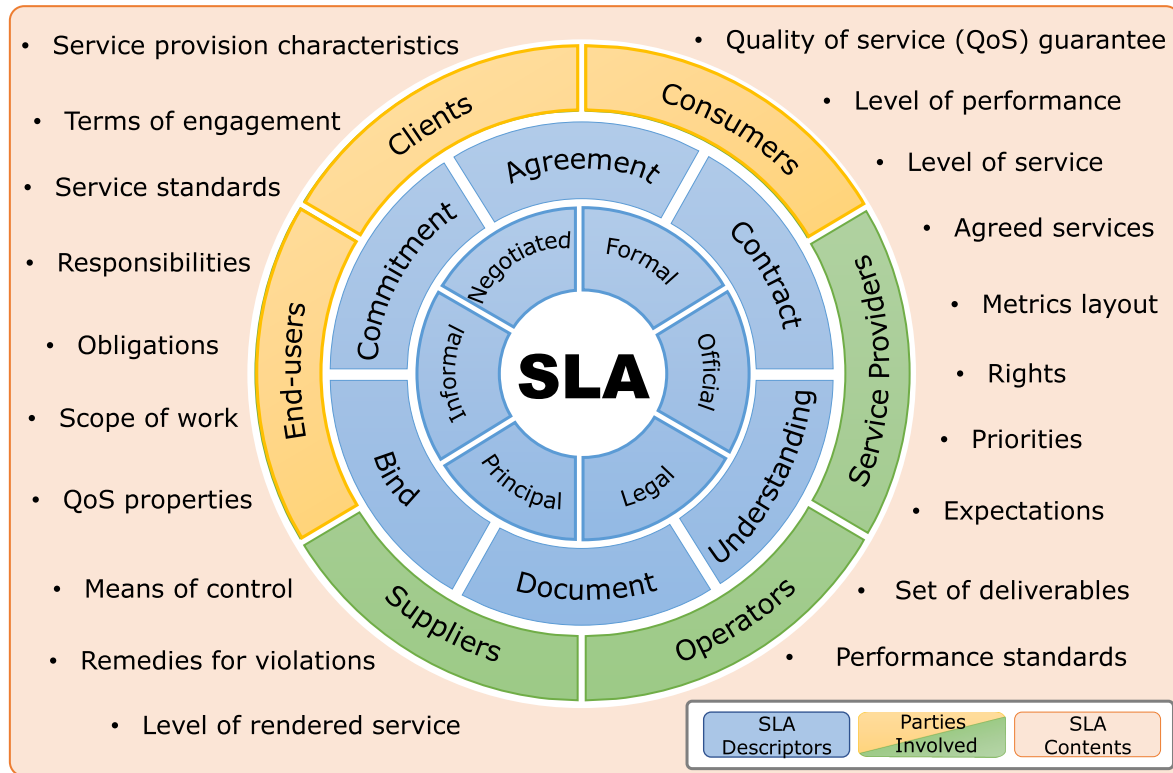 Service provision characteristics
Terms of engagement
Service standards
Responsibilities
Obligations
Scope of work
QoS properties
Means of control
Remedies for violations
Level of rendered service
Quality of service (QoS) guarantee
Level of performance
Level of service
Agreed services
Metrics layout
Rights
Priorities
Expectations
Set of deliverables
Performance standards
Clients
Consumers
Service Providers
Operators
Suppliers
End-users
Agreement
Contract
Understanding
Document
Bind
Commitment
Negotiated
Formal
Official
Legal
Principal
Informal
SLA
SLA
Descriptors
Parties
Involved
SLA
Contents